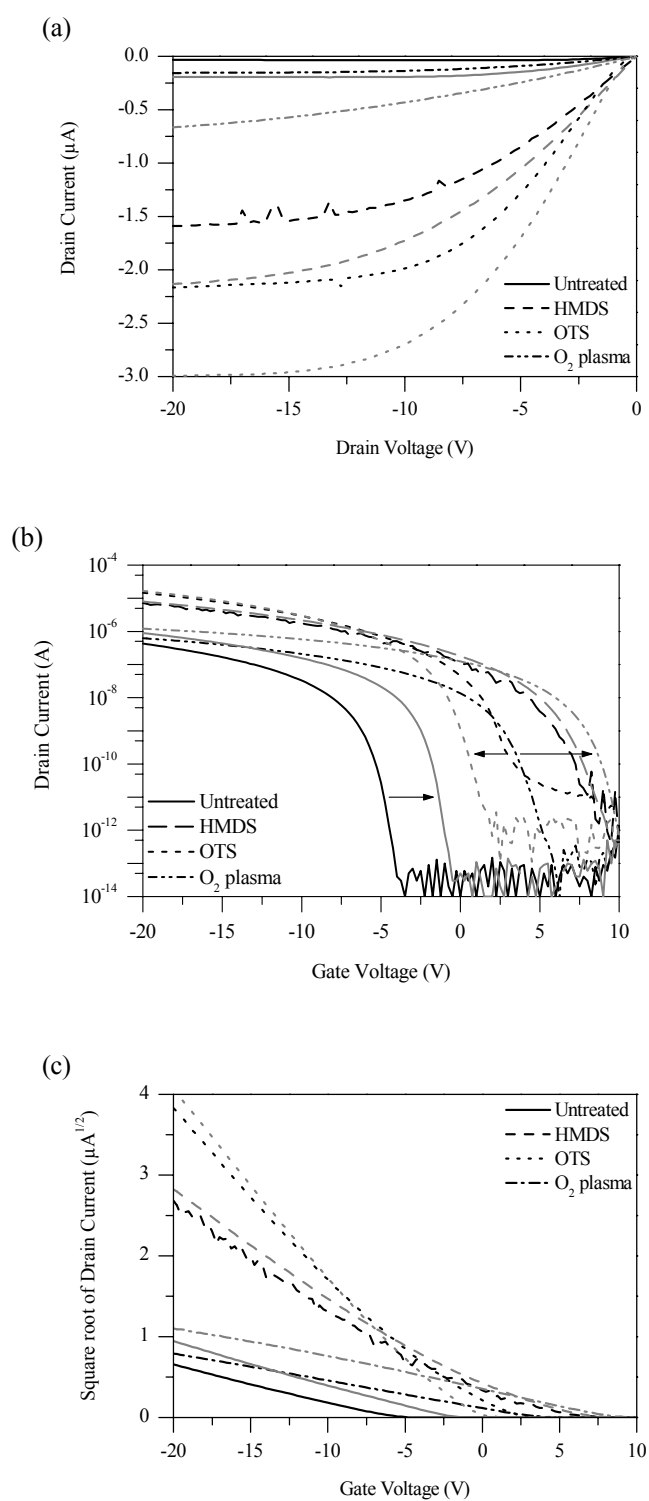 (a)
0.0
-0.5
-1.0
-1.5
-2.0
-2.5
-3.0
Drain Current (µA)
Untreated
HMDS
OTS
O₂ plasma
-20 -15 -10 -5 0
Drain Voltage (V)
(b)
10⁻⁴
10⁻⁶
10⁻⁸
10⁻¹⁰
10⁻¹²
10⁻¹⁴
Drain Current (A)
Untreated
HMDS
OTS
O₂ plasma
-20 -15 -10 -5 0 5 10
Gate Voltage (V)
(c)
4
3
2
1
0
Square root of Drain Current (µA¹ᐟ²)
Untreated
HMDS
OTS
O₂ plasma
-20 -15 -10 -5 0 5 10
Gate Voltage (V)